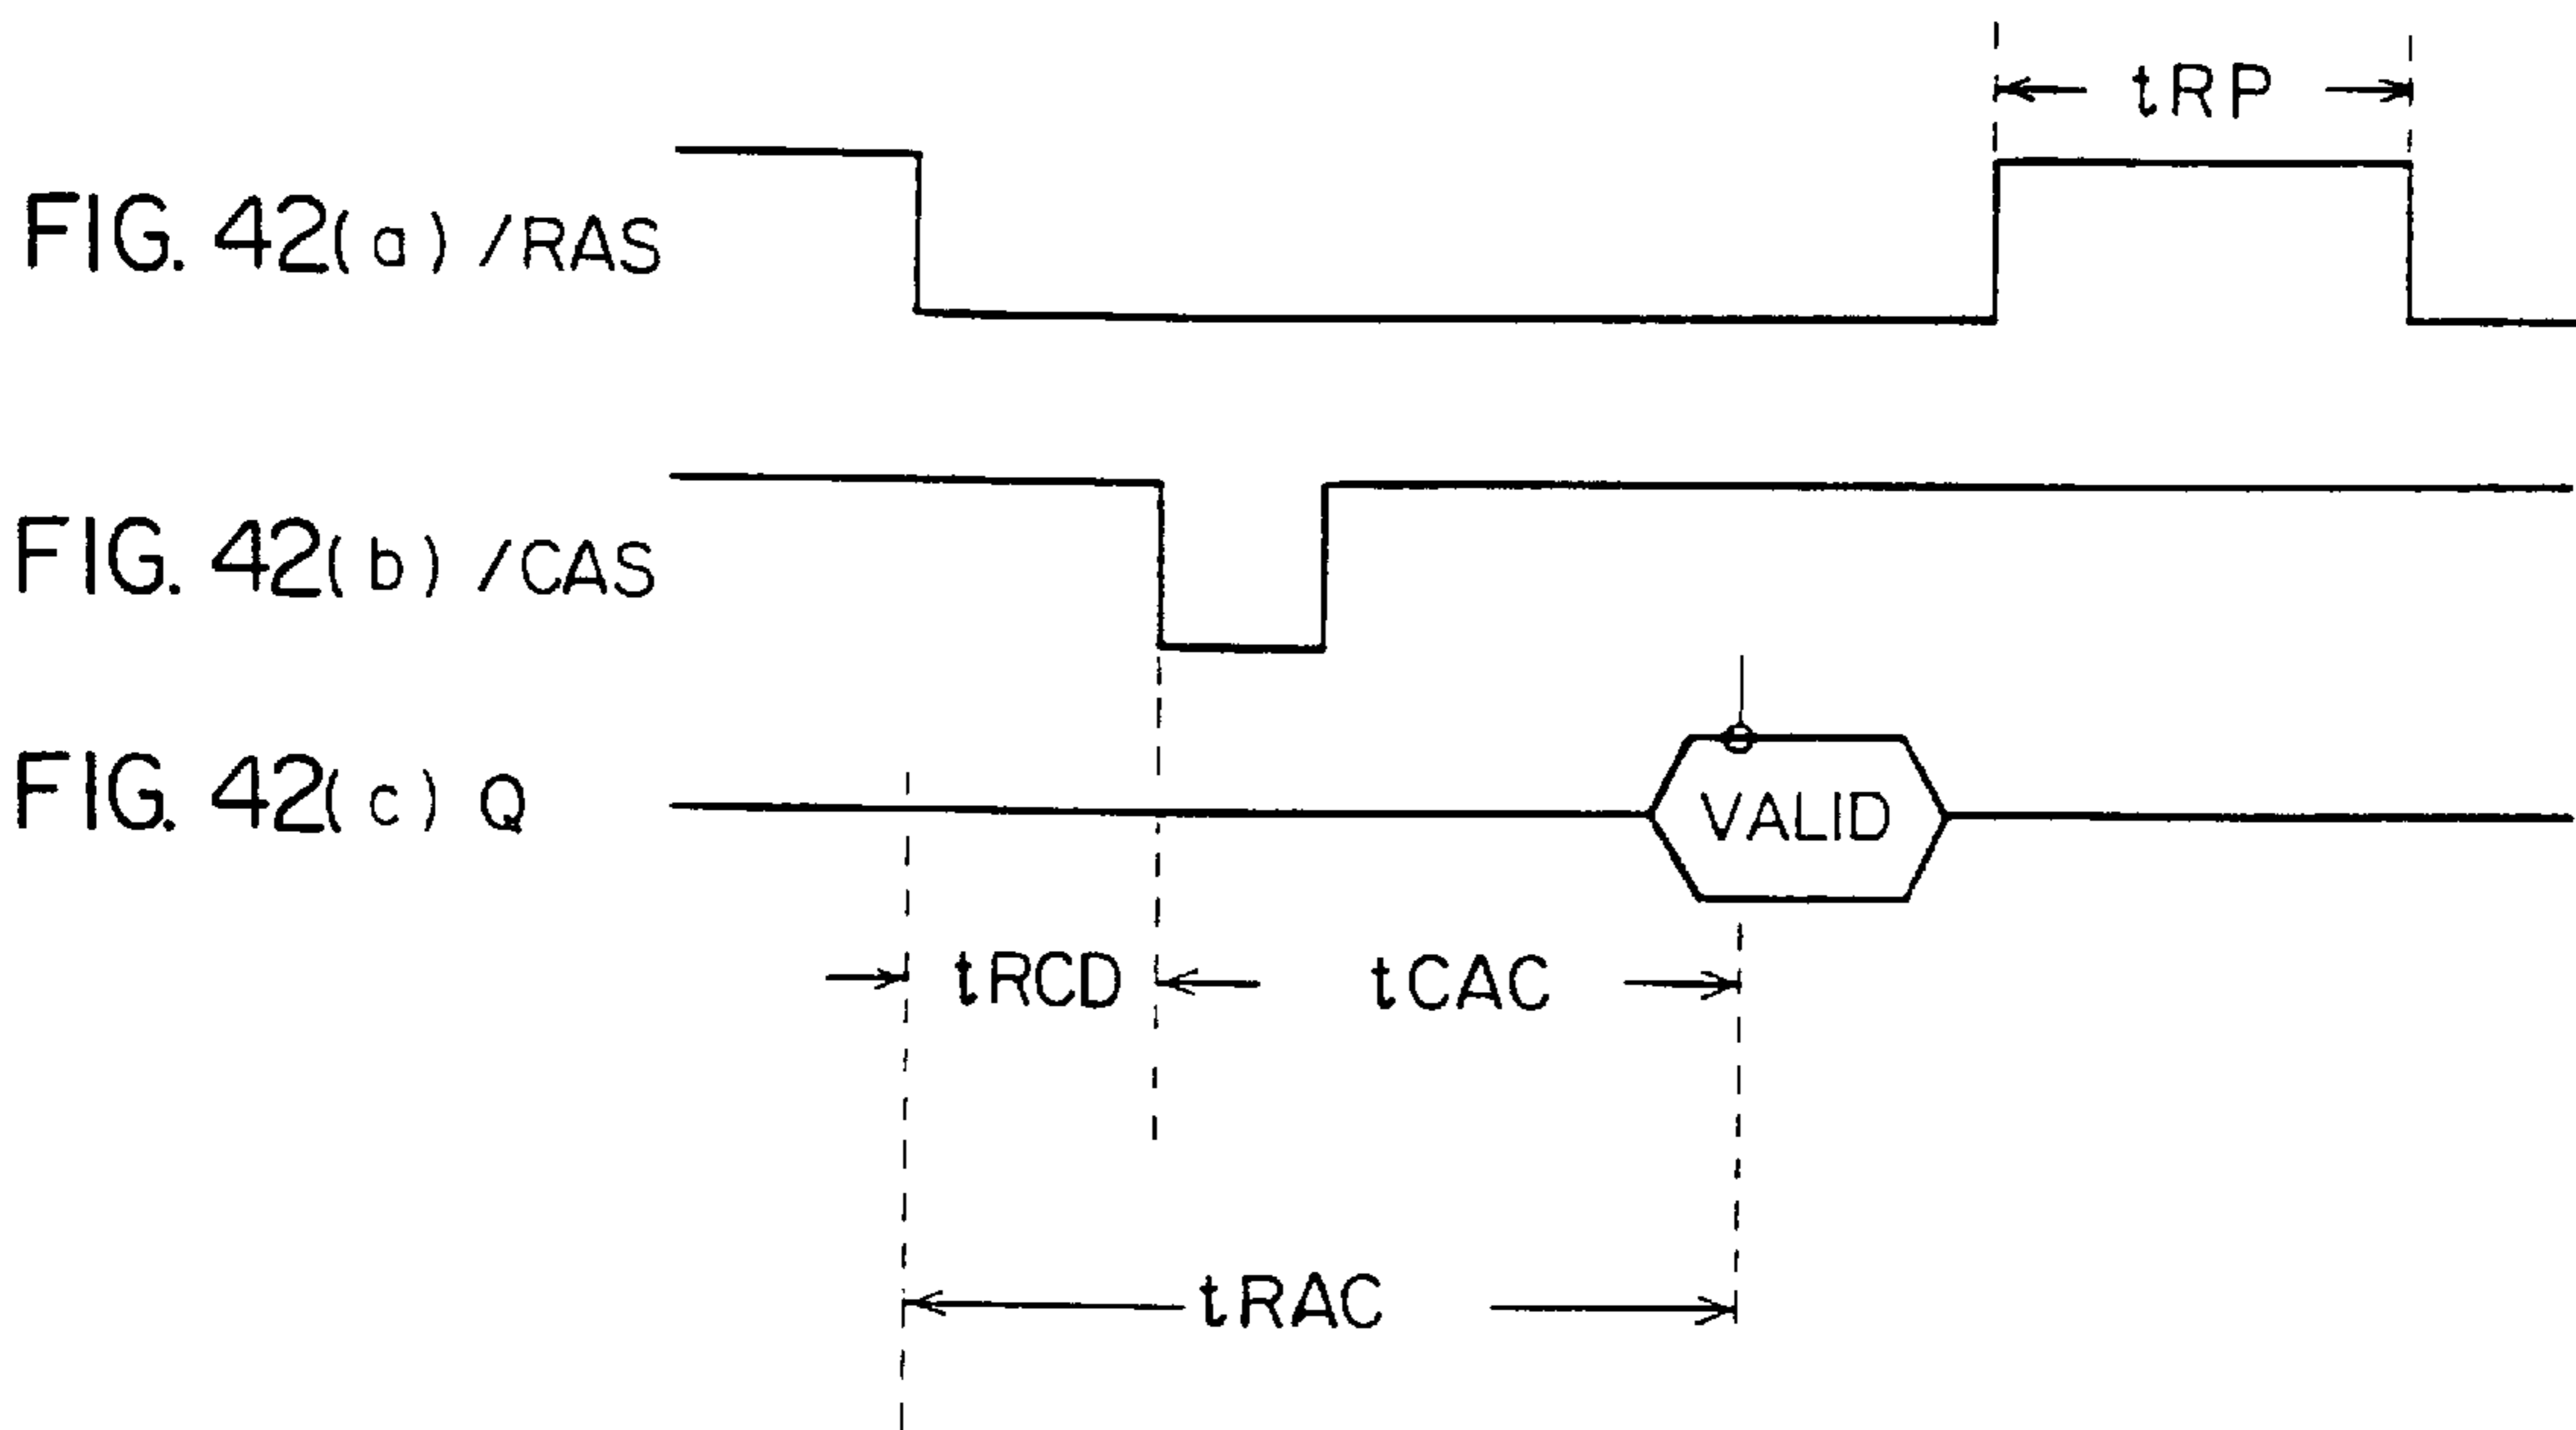 tRP
FIG. 42(a) /RAS
FIG. 42(b) /CAS
FIG. 42(c) Q
VALID
tRCD
tCAC
tRAC